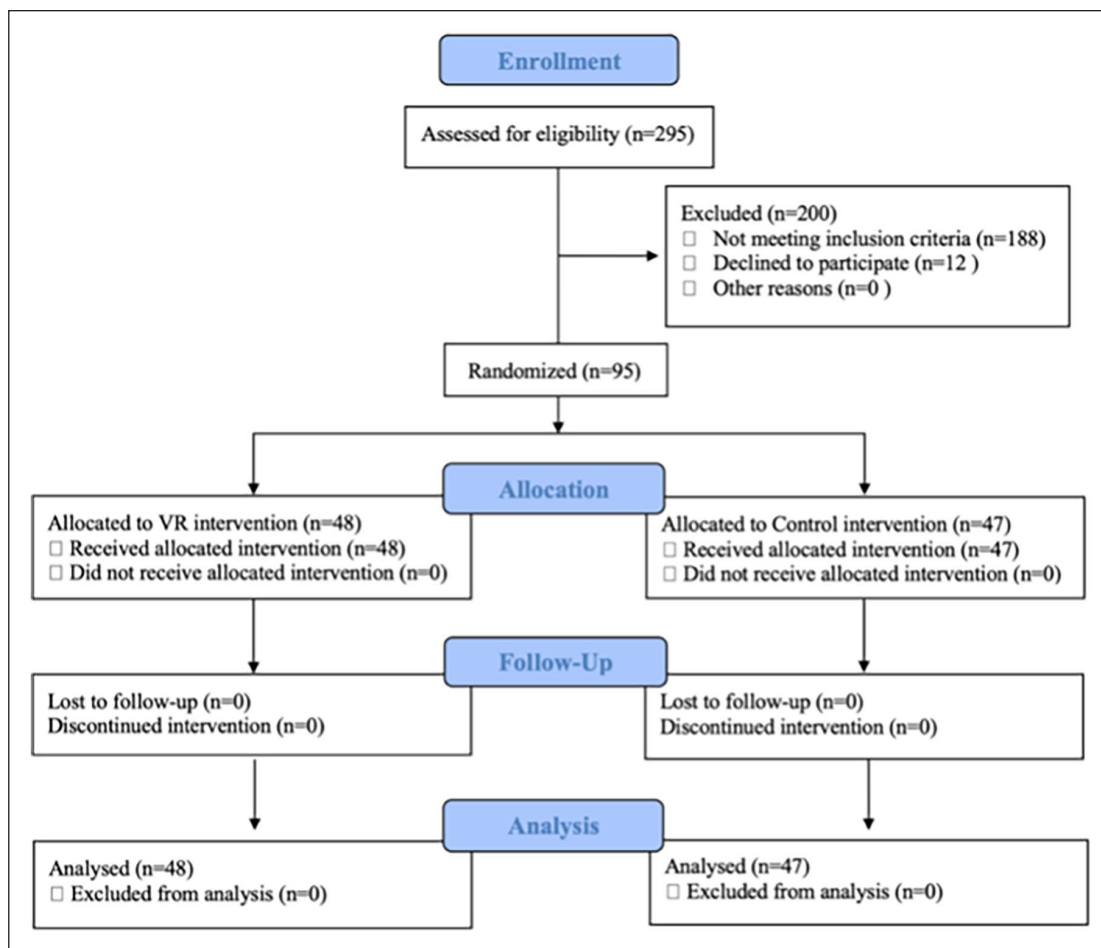 Enrollment
Assessed for eligibility (n=295)
Excluded (n=200)
□ Not meeting inclusion criteria (n=188)
□ Declined to participate (n=12 )
□ Other reasons (n=0 )
Randomized (n=95)
Allocation
Allocated to VR intervention (n=48)
□ Received allocated intervention (n=48)
□ Did not receive allocated intervention (n=0)
Allocated to Control intervention (n=47)
□ Received allocated intervention (n=47)
□ Did not receive allocated intervention (n=0)
Follow-Up
Lost to follow-up (n=0)
Discontinued intervention (n=0)
Lost to follow-up (n=0)
Discontinued intervention (n=0)
Analysis
Analysed (n=48)
□ Excluded from analysis (n=0)
Analysed (n=47)
□ Excluded from analysis (n=0)